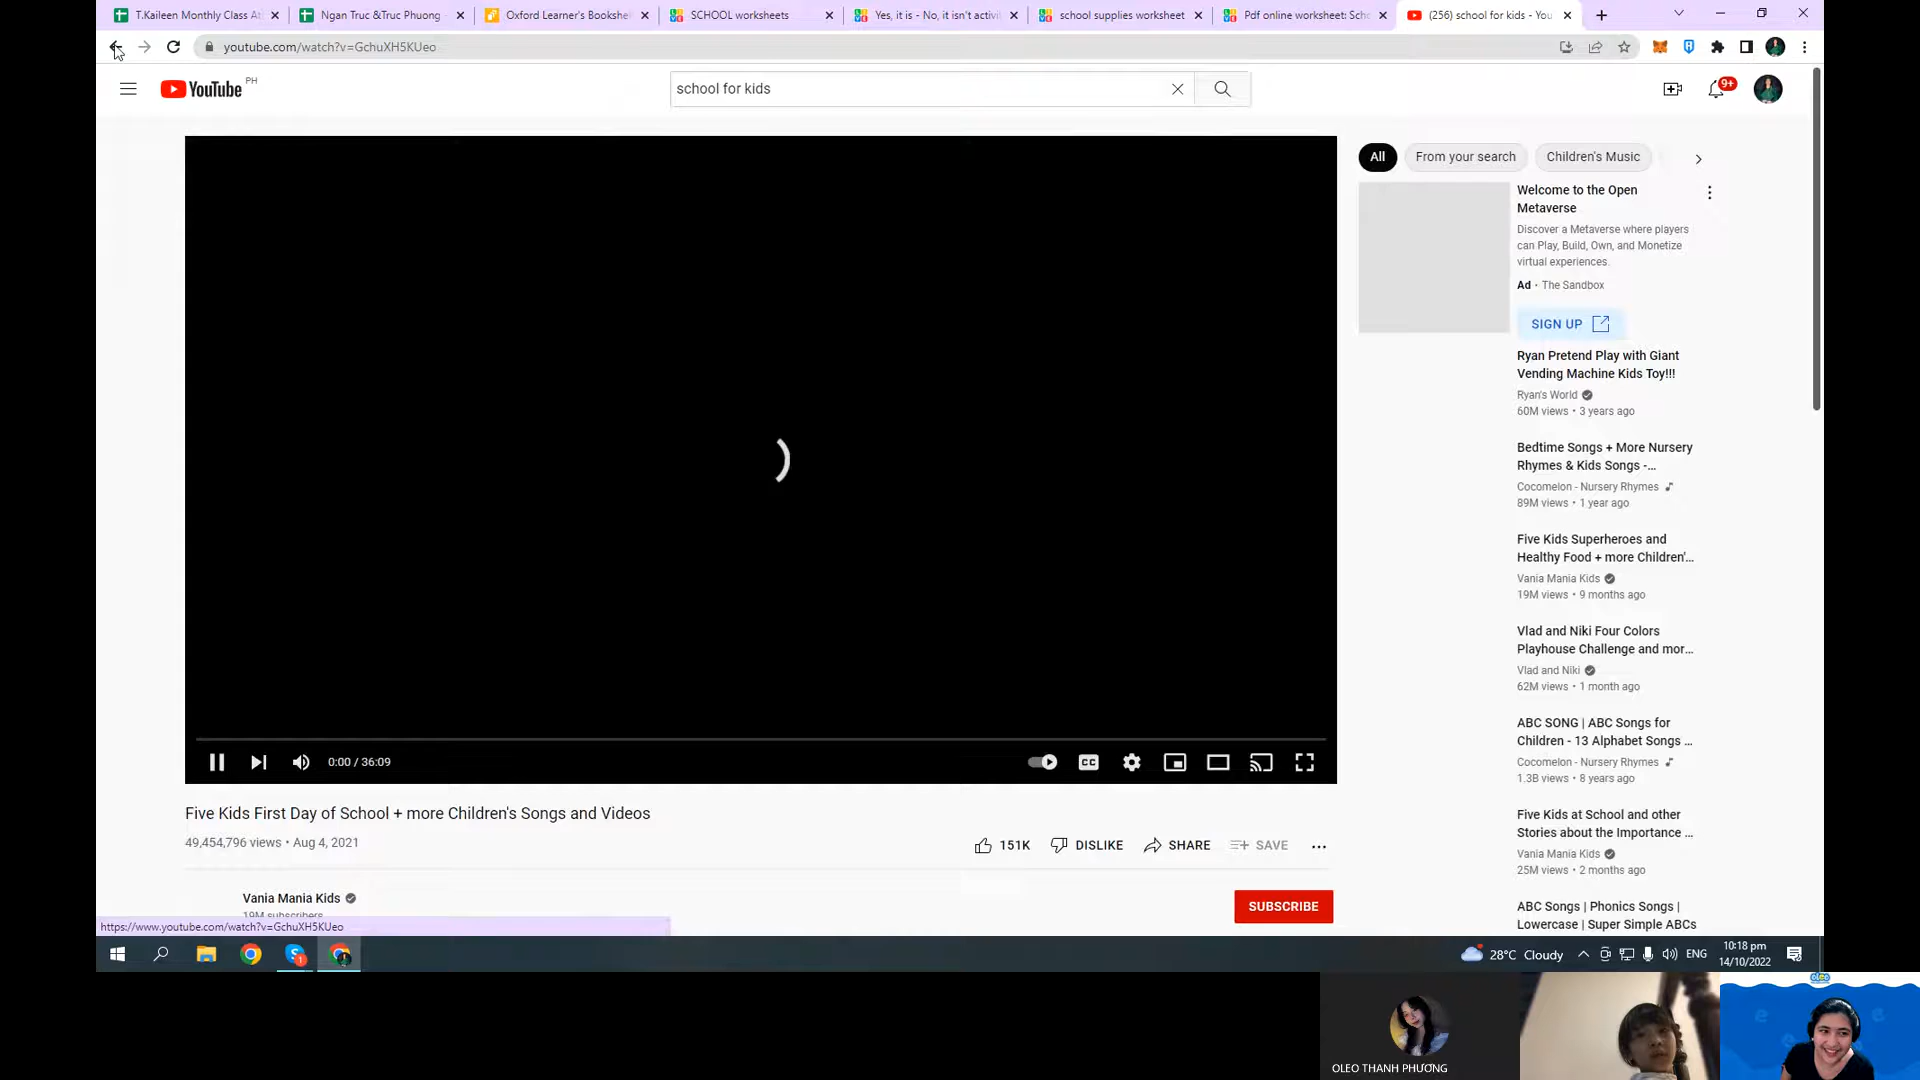 T.Kaileen Monthly Class At
Ngan Truc &Truc Phuong
Oxford Learner's Bookshel
SCHOOL worksheets
Yes, it is - No, it isn't activi
school supplies worksheet
Pdf online worksheet: Scho
(256) school for kids - You
youtube.com/watch?v=GchuXH5KUeo
YouTube PH
school for kids
9+
All
From your search
Children's Music
Welcome to the Open
Metaverse
Discover a Metaverse where players
can Play, Build, Own, and Monetize
virtual experiences.
Ad · The Sandbox
SIGN UP
Ryan Pretend Play with Giant
Vending Machine Kids Toy!!!
Ryan's World
60M views • 3 years ago
Bedtime Songs + More Nursery
Rhymes & Kids Songs -...
Cocomelon - Nursery Rhymes
89M views • 1 year ago
Five Kids Superheroes and
Healthy Food + more Children'...
Vania Mania Kids
19M views • 9 months ago
Vlad and Niki Four Colors
Playhouse Challenge and mor...
Vlad and Niki
62M views • 1 month ago
ABC SONG | ABC Songs for
Children - 13 Alphabet Songs ...
Cocomelon - Nursery Rhymes
1.3B views • 8 years ago
Five Kids at School and other
Stories about the Importance ...
Vania Mania Kids
25M views • 2 months ago
ABC Songs | Phonics Songs |
Lowercase | Super Simple ABCs
0:00 / 36:09
CC
Five Kids First Day of School + more Children's Songs and Videos
49,454,796 views • Aug 4, 2021
151K
DISLIKE
SHARE
SAVE
Vania Mania Kids
19M subscribers
SUBSCRIBE
https://www.youtube.com/watch?v=GchuXH5KUeo
28°C Cloudy
ENG
10:18 pm
14/10/2022
OLEO THANH PHƯƠNG
oleo